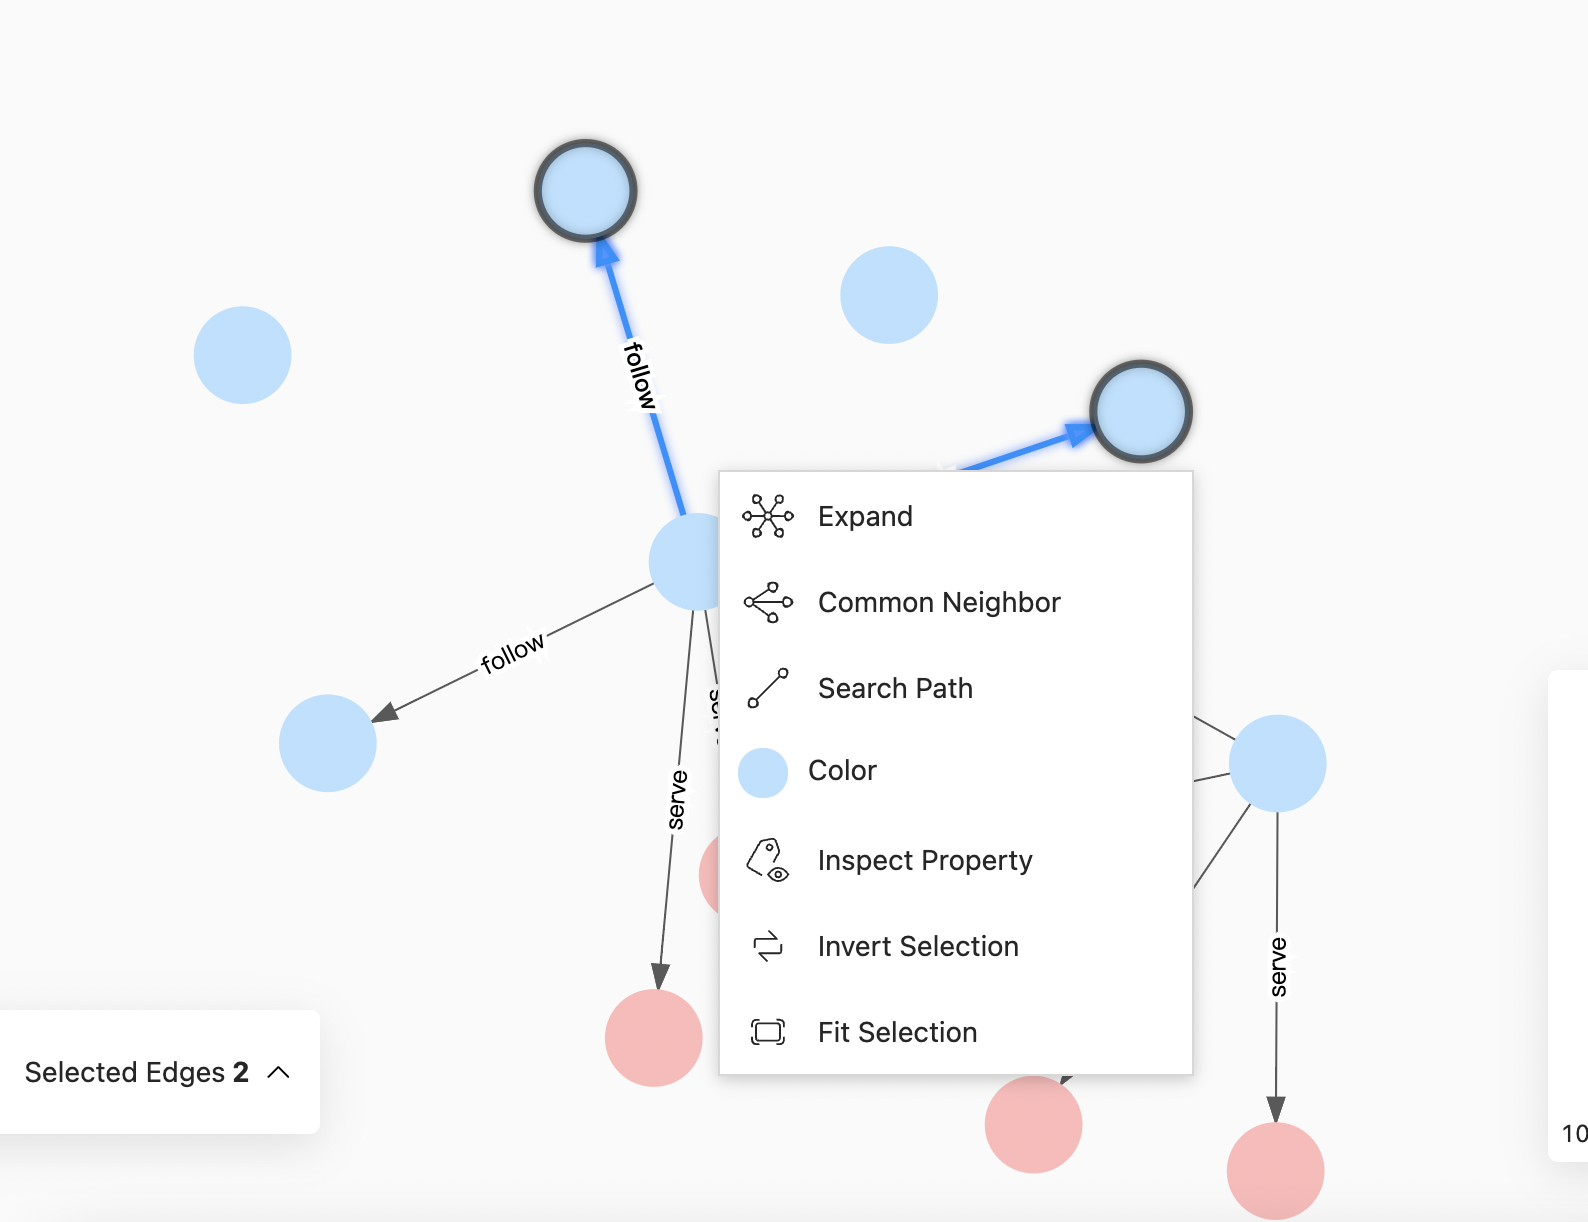 follow
Expand
Common Neighbor
follow
Search Path
Color
serve
Inspect Property
Invert Selection
serve
Fit Selection
Selected Edges 2
10